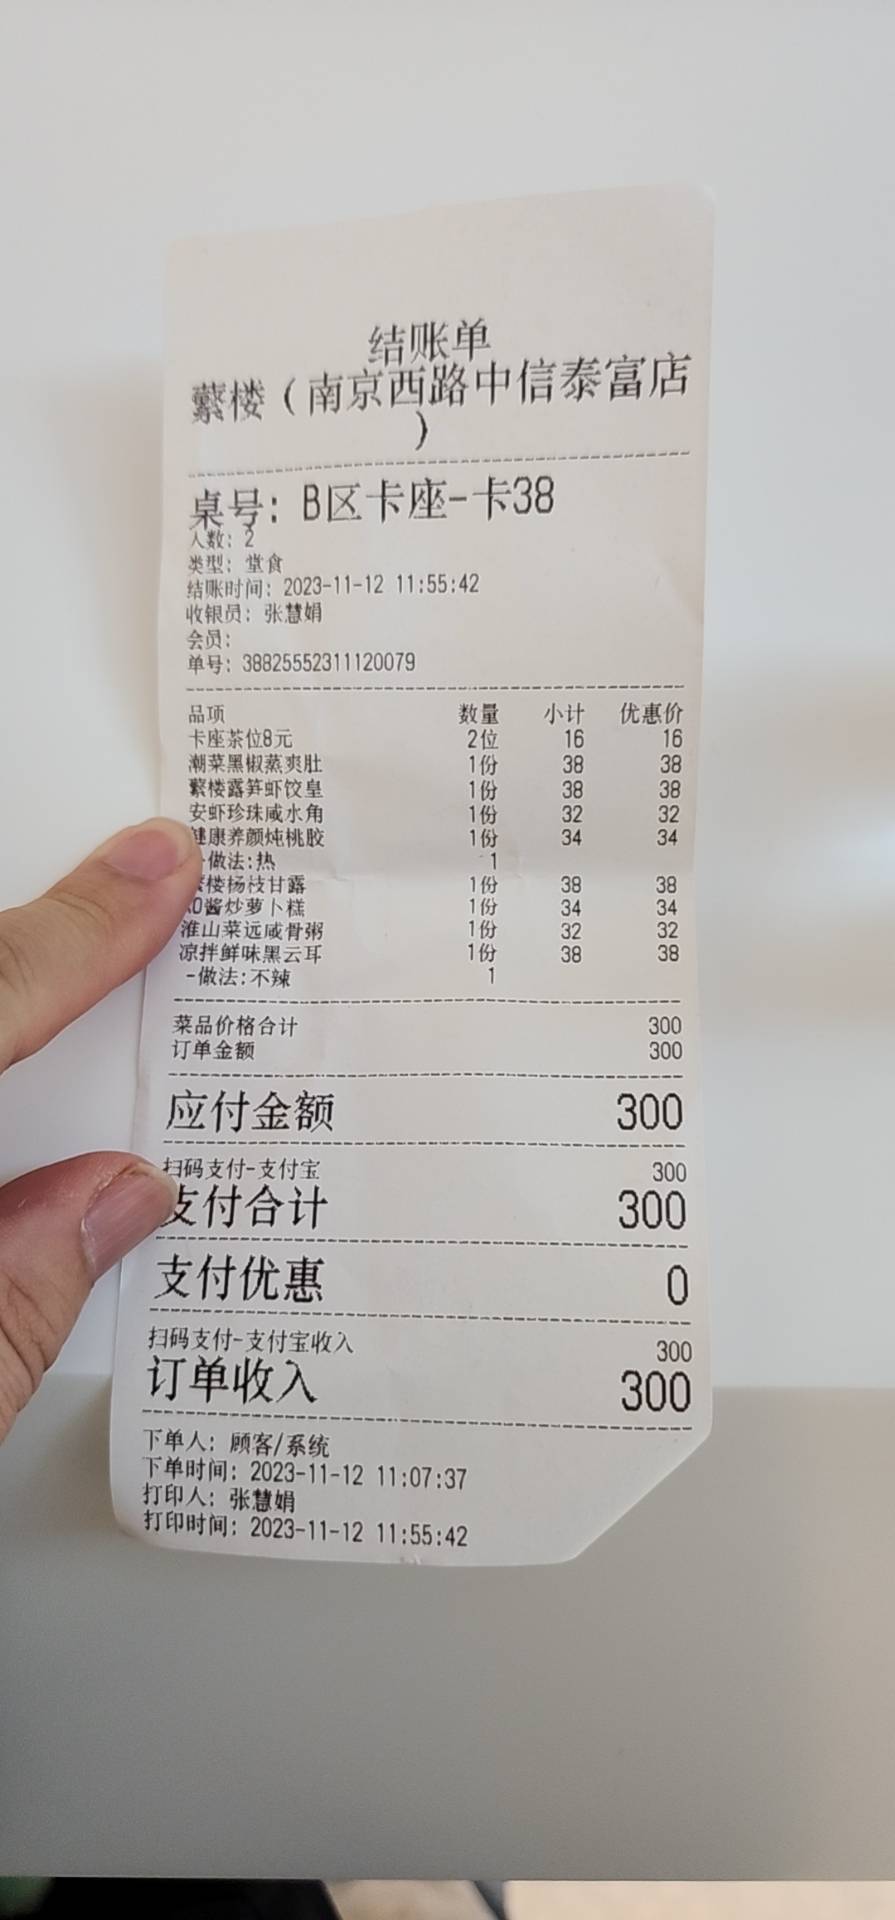 结账单
蘩楼（南京西路中信泰富店
）
桌号: B区卡座-卡38
人数: 2
类型: 堂食
结账时间: 2023-11-12 11:55:42
收银员: 张慧娟
会员:
单号: 38825552311120079
品项 数量 小计 优惠价
卡座茶位8元 2位 16 16
潮菜黑椒蒸爽肚 1份 38 38
蘩楼露笋虾饺皇 1份 38 38
安虾珍珠咸水角 1份 32 32
健康养颜炖桃胶 1份 34 34
-做法:热 1
蘩楼杨枝甘露 1份 38 38
XO酱炒萝卜糕 1份 34 34
淮山菜远咸骨粥 1份 32 32
凉拌鲜味黑云耳 1份 38 38
-做法:不辣 1
菜品价格合计 300
订单金额 300
应付金额 300
扫码支付-支付宝 300
支付合计 300
支付优惠 0
扫码支付-支付宝收入 300
订单收入 300
下单人: 顾客/系统
下单时间: 2023-11-12 11:07:37
打印人: 张慧娟
打印时间: 2023-11-12 11:55:42